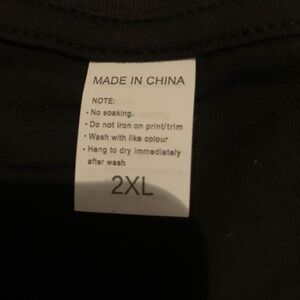 MADE IN CHINA
NOTE:
- No soaking.
- Do not iron on print/trim
- Wash with like colour
- Hang to dry immediately
after wash
2XL